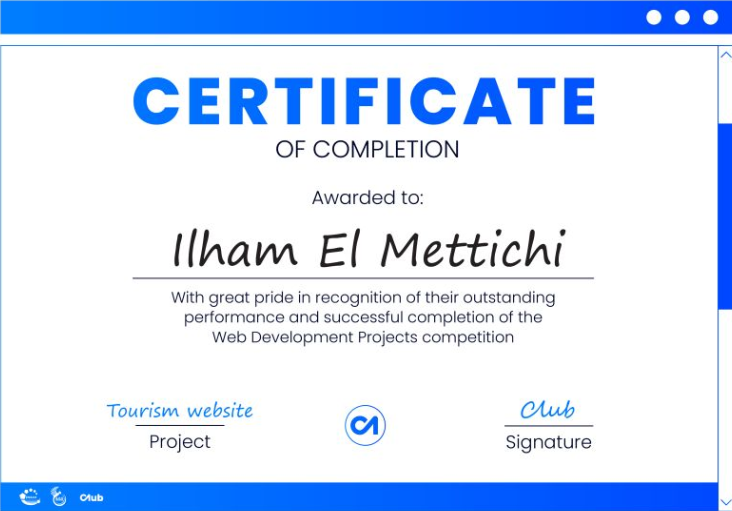 CERTIFICATE
OF COMPLETION
Awarded to:
Ilham El Mettichi
With great pride in recognition of their outstanding
performance and successful completion of the
Web Development Projects competition
Tourism website
Project
Club
Signature
Club